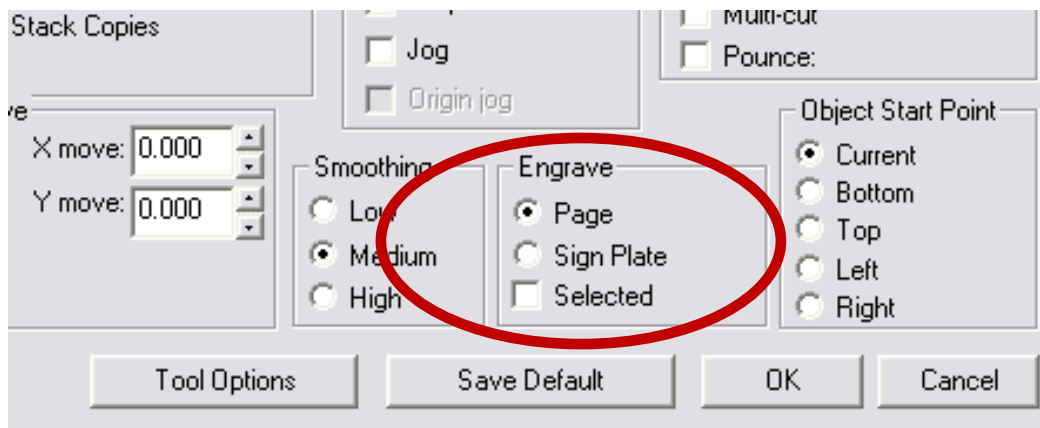 Stack Copies
Jog
Origin jog
Multi-cut
Pounce:
X move: 0.000
Y move: 0.000
Smoothing
Low
Medium
High
Engrave
Page
Sign Plate
Selected
Object Start Point
Current
Bottom
Top
Left
Right
Tool Options
Save Default
OK
Cancel